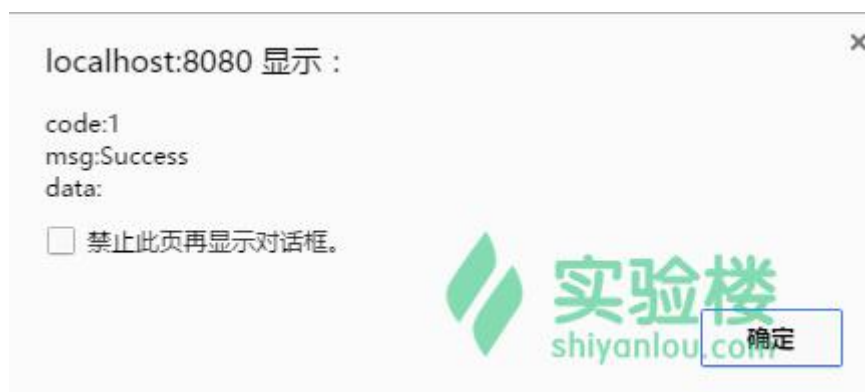 localhost:8080 显示：
×
code:1
msg:Success
data:
禁止此页再显示对话框。
实验楼
shiyanlou.com
确定